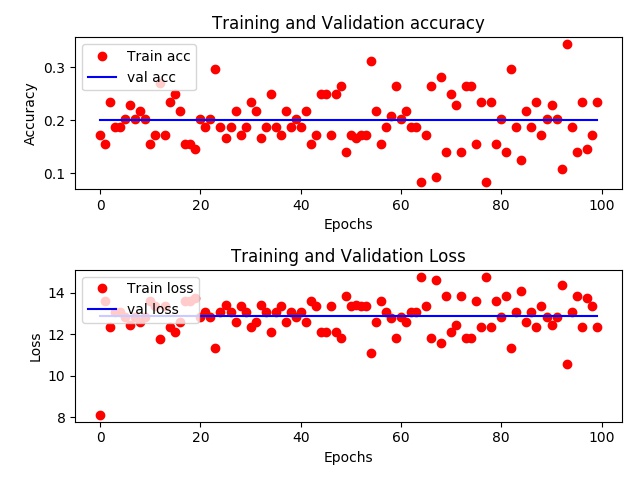 Training and Validation accuracy
Train acc
val acc
0.3
0.2
0.1
Accuracy
0 20 40 60 80 100
Epochs
Training and Validation Loss
Train loss
val loss
14
12
10
8
Loss
0 20 40 60 80 100
Epochs